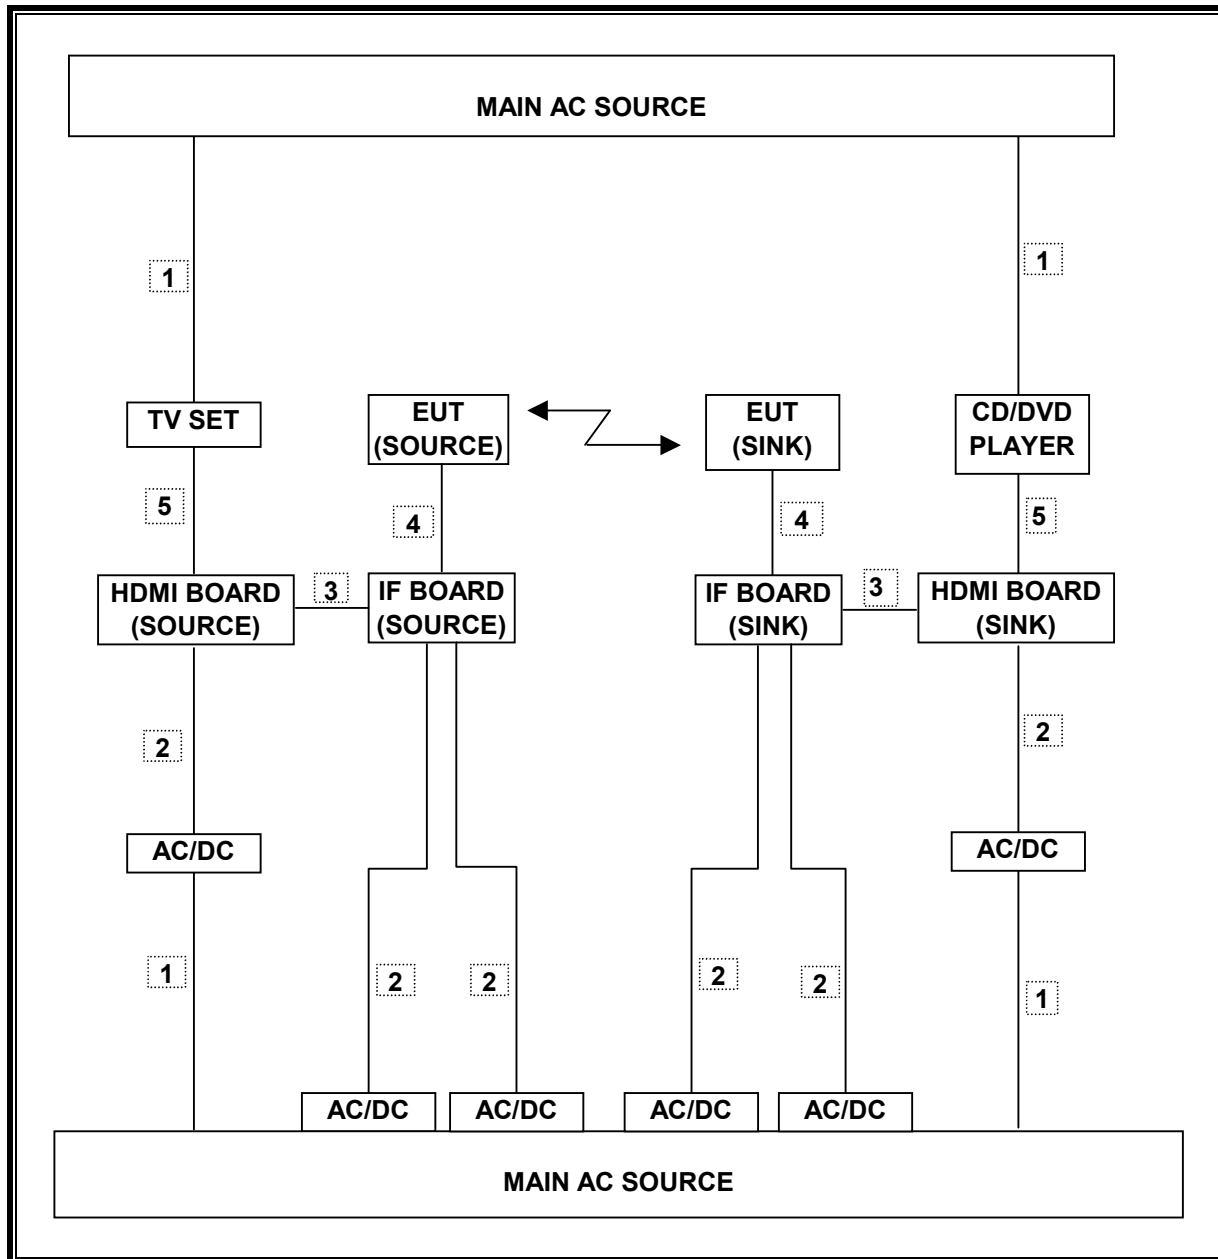 MAIN AC SOURCE
1
1
TV SET
EUT
(SOURCE)
EUT
(SINK)
CD/DVD
PLAYER
5
4
4
5
HDMI BOARD
(SOURCE)
3
IF BOARD
(SOURCE)
IF BOARD
(SINK)
3
HDMI BOARD
(SINK)
2
2
AC/DC
AC/DC
1
2
2
2
2
1
AC/DC
AC/DC
AC/DC
AC/DC
MAIN AC SOURCE